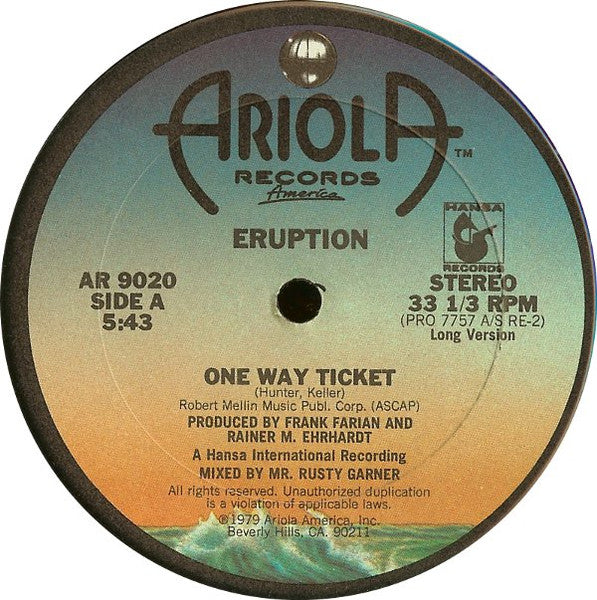 ARIOLA™
RECORDS
America
HANSA
RECORDS
ERUPTION
AR 9020
SIDE A
5:43
STEREO
33 1/3 RPM
(PRO 7757 A/S RE-2)
Long Version
ONE WAY TICKET
(Hunter, Keller)
Robert Mellin Music Publ. Corp. (ASCAP)
PRODUCED BY FRANK FARIAN AND
RAINER M. EHRHARDT
A Hansa International Recording
MIXED BY MR. RUSTY GARNER
All rights reserved. Unauthorized duplication
is a violation of applicable laws.
℗1979 Ariola America, Inc.
Beverly Hills, CA. 90211